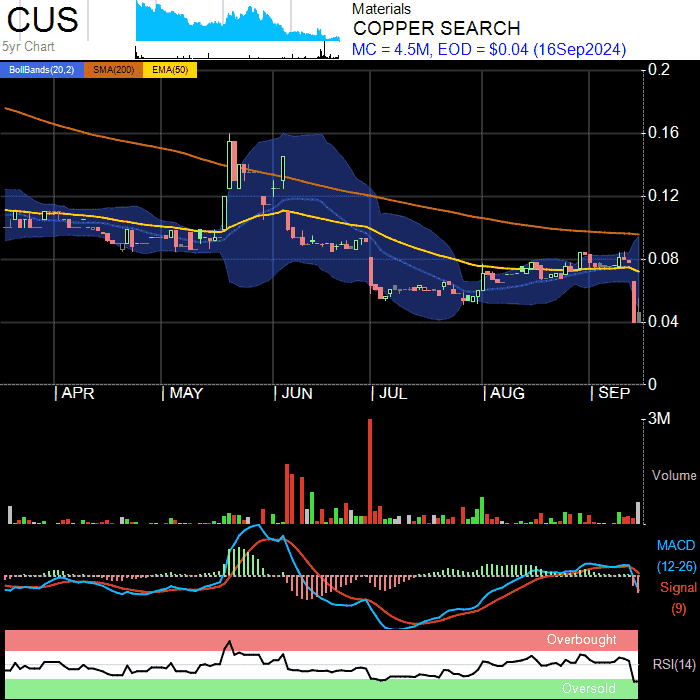 CUS
5yr Chart
Materials
COPPER SEARCH
MC = 4.5M, EOD = $0.04 (16Sep2024)
BollBands(20,2) SMA(200) EMA(50)
0.2
0.16
0.12
0.08
0.04
0
APR MAY JUN JUL AUG SEP
3M
Volume
MACD
(12-26)
Signal
(9)
Overbought
RSI(14)
Oversold